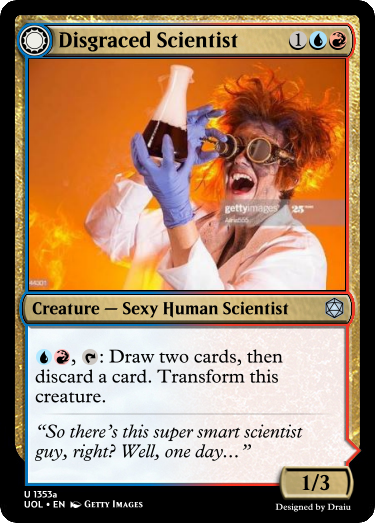 Disgraced Scientist 1
gettyimages®
Creature — Sexy Human Scientist
, : Draw two cards, then
discard a card. Transform this
creature.
“So there's this super smart scientist
guy, right? Well, one day…”
1/3
U 1353a
UOL • EN Getty Images
Designed by Draiu